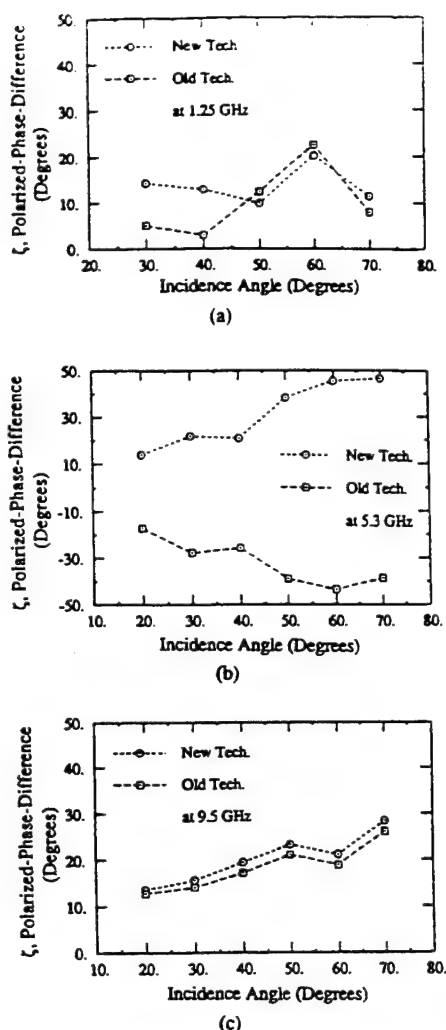 50.
40.
30.
20.
10.
0.
20. 30. 40. 50. 60. 70. 80.
ζ, Polarized-Phase-Difference
(Degrees)
New Tech.
Old Tech.
at 1.25 GHz
Incidence Angle (Degrees)
(a)
50.
30.
10.
-10.
-30.
-50.
10. 20. 30. 40. 50. 60. 70. 80.
ζ, Polarized-Phase-Difference
(Degrees)
New Tech.
Old Tech.
at 5.3 GHz
Incidence Angle (Degrees)
(b)
50.
40.
30.
20.
10.
0.
10. 20. 30. 40. 50. 60. 70. 80.
ζ, Polarized-Phase-Difference
(Degrees)
New Tech.
Old Tech.
at 9.5 GHz
Incidence Angle (Degrees)
(c)